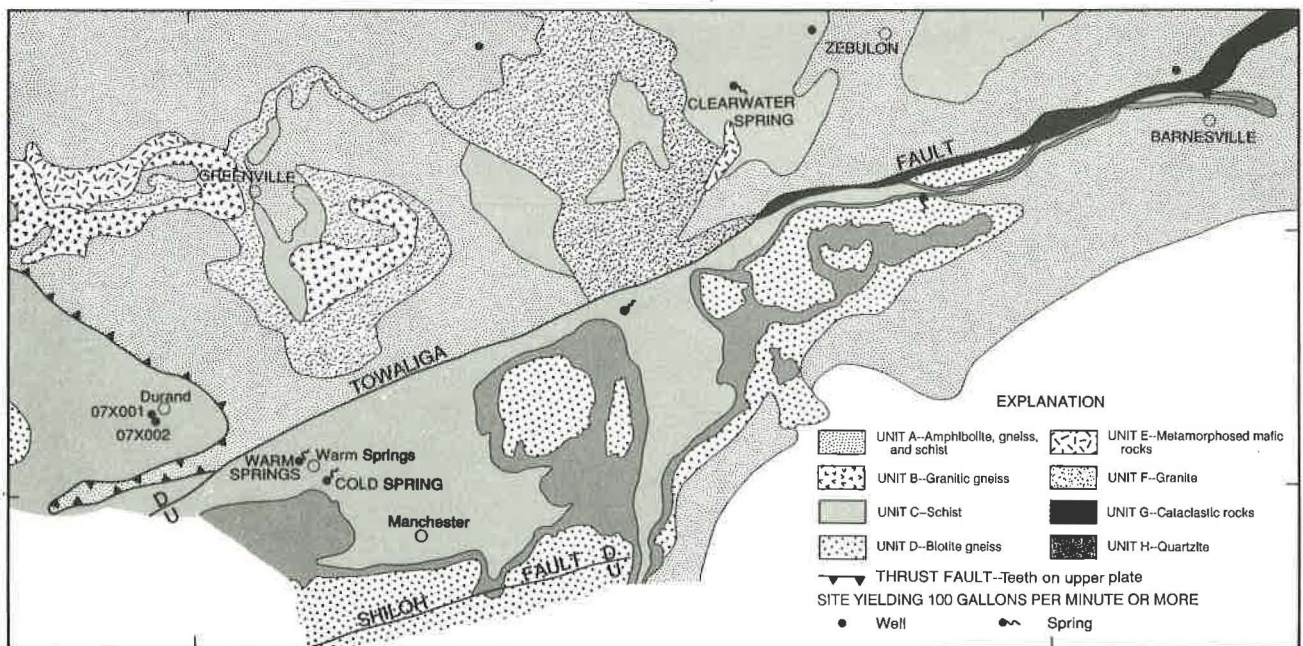 ZEBULON
CLEARWATER
SPRING
BARNESVILLE
GREENVILLE
TOWALIGA FAULT
Durand
07X001
07X002
WARM
SPRINGS
Warm Springs
COLD SPRING
D
U
Manchester
SHILOH FAULT
D
U
EXPLANATION
UNIT A--Amphibolite, gneiss,
and schist
UNIT B--Granitic gneiss
UNIT C--Schist
UNIT D--Biotite gneiss
UNIT E--Metamorphosed mafic
rocks
UNIT F--Granite
UNIT G--Cataclastic rocks
UNIT H--Quartzite
THRUST FAULT--Teeth on upper plate
SITE YIELDING 100 GALLONS PER MINUTE OR MORE
Well
Spring